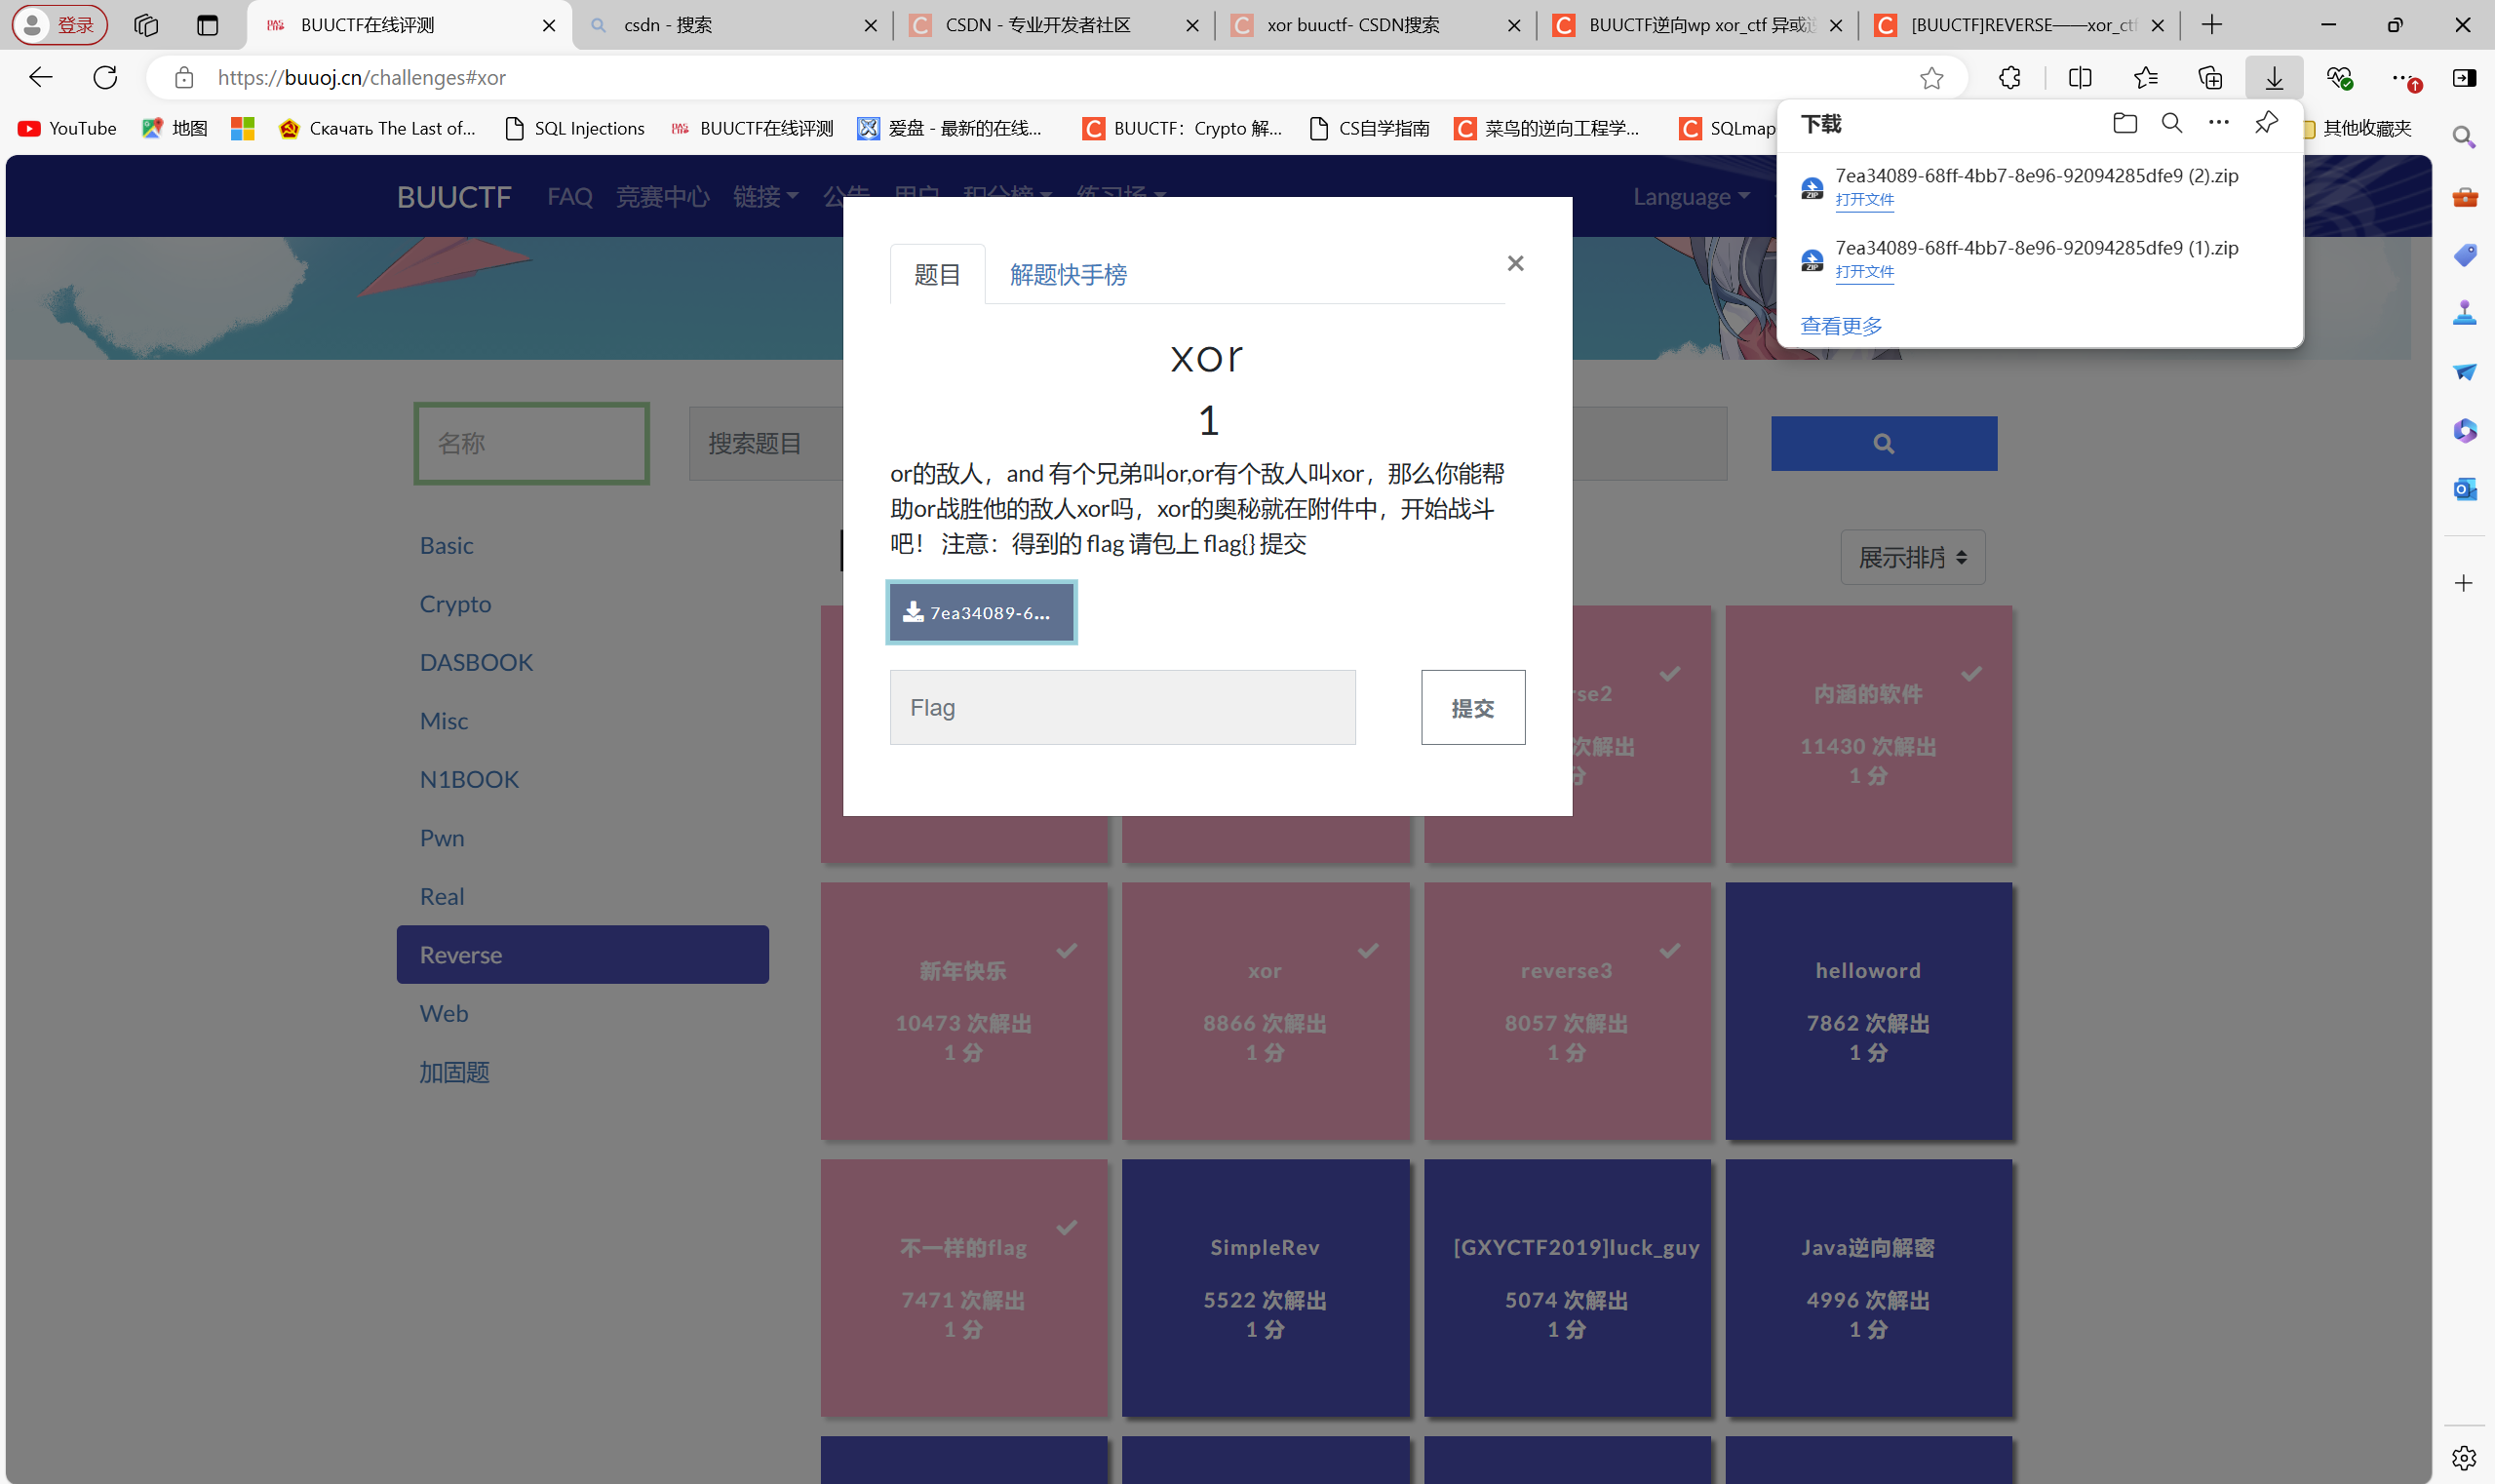 登录
BUUCTF在线评测
csdn - 搜索
CSDN - 专业开发者社区
xor buuctf- CSDN搜索
BUUCTF逆向wp xor_ctf 异或
[BUUCTF]REVERSE——xor_ct
https://buuoj.cn/challenges#xor
YouTube
地图
Скачать The Last of...
SQL Injections
BUUCTF在线评测
爱盘 - 最新的在线...
BUUCTF：Crypto 解...
CS自学指南
菜鸟的逆向工程学...
SQLmap
其他收藏夹
下载
7ea34089-68ff-4bb7-8e96-92094285dfe9 (2).zip
打开文件
7ea34089-68ff-4bb7-8e96-92094285dfe9 (1).zip
打开文件
查看更多
BUUCTF
FAQ
竞赛中心
链接
公告
用户
积分榜
练习场
Language
题目
解题快手榜
×
xor
1
or的敌人，and 有个兄弟叫or,or有个敌人叫xor，那么你能帮
助or战胜他的敌人xor吗，xor的奥秘就在附件中，开始战斗
吧！ 注意：得到的 flag 请包上 flag{} 提交
7ea34089-6...
Flag
提交
名称
搜索题目
展示排序
Basic
Crypto
DASBOOK
Misc
N1BOOK
Pwn
Real
Reverse
Web
加固题
rse2
次解出
分
内涵的软件
11430 次解出
1 分
新年快乐
10473 次解出
1 分
xor
8866 次解出
1 分
reverse3
8057 次解出
1 分
helloword
7862 次解出
1 分
不一样的flag
7471 次解出
1 分
SimpleRev
5522 次解出
1 分
[GXYCTF2019]luck_guy
5074 次解出
1 分
Java逆向解密
4996 次解出
1 分